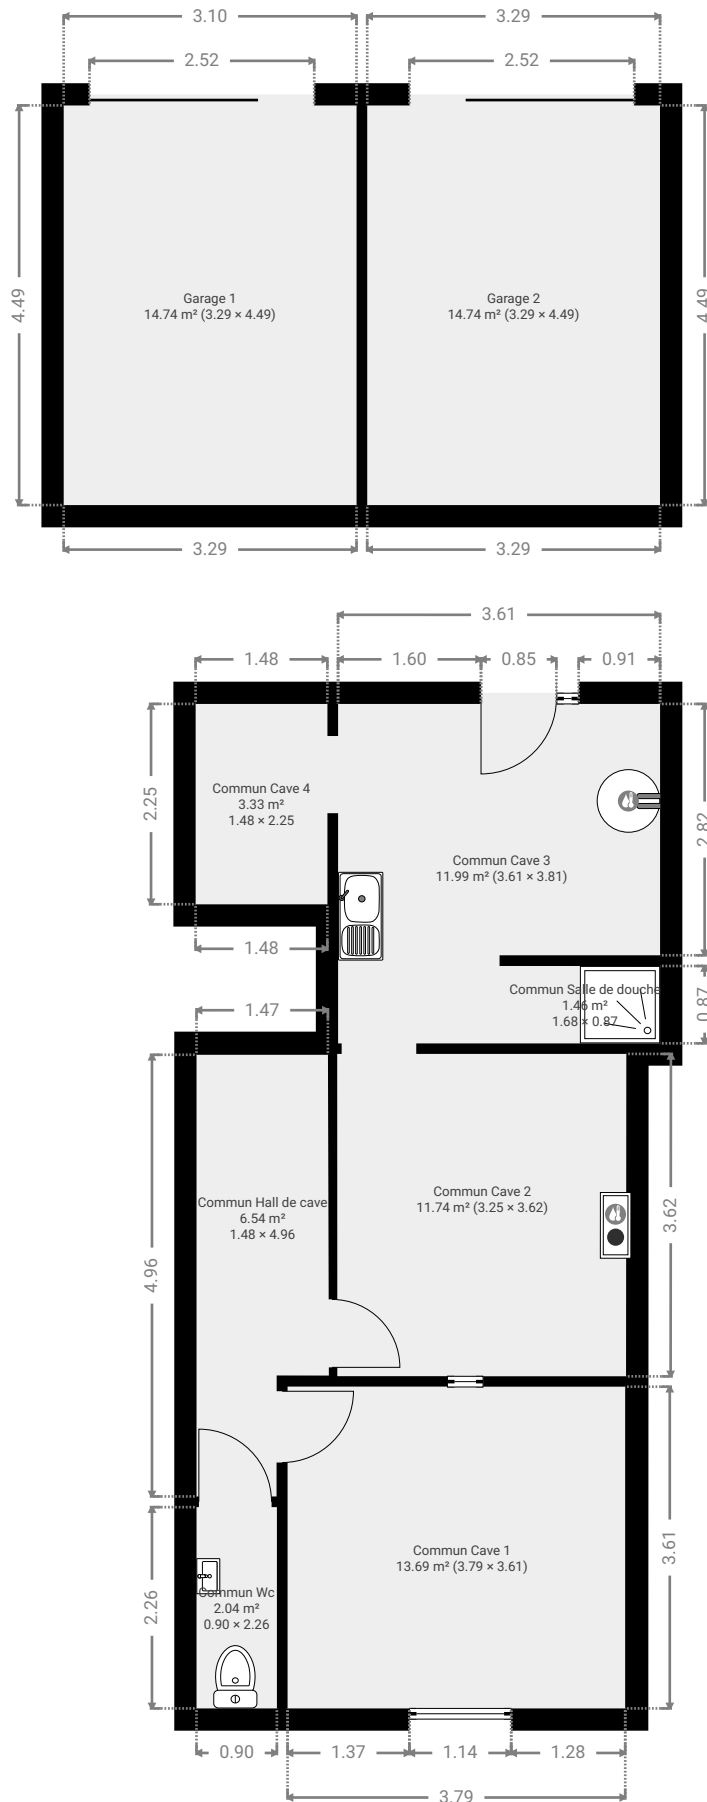 3.10 3.29
2.52 2.52
4.49 4.49
Garage 1
14.74 m² (3.29 × 4.49)
Garage 2
14.74 m² (3.29 × 4.49)
3.29 3.29
3.61
1.48 1.60 0.85 0.91
2.25
Commun Cave 4
3.33 m²
1.48 × 2.25
2.82
Commun Cave 3
11.99 m² (3.61 × 3.81)
1.48
Commun Salle de douche
1.46 m²
1.68 × 0.87
0.87
1.47
Commun Hall de cave
6.54 m²
1.48 × 4.96
Commun Cave 2
11.74 m² (3.25 × 3.62)
3.62
4.96
Commun Cave 1
13.69 m² (3.79 × 3.61)
3.61
2.26
Commun Wc
2.04 m²
0.90 × 2.26
0.90 1.37 1.14 1.28
3.79